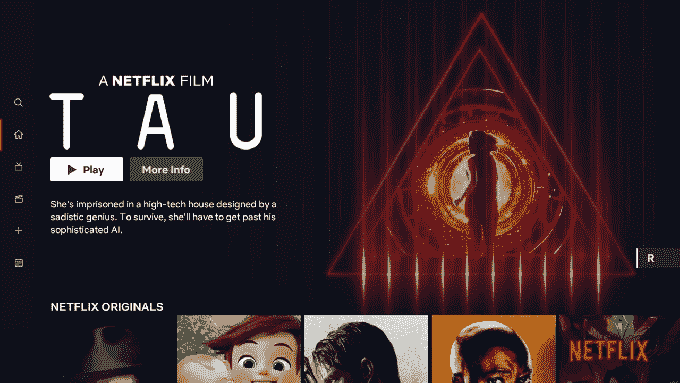 A NETFLIX FILM
TAU
Play
More Info
She's imprisoned in a high-tech house designed by a
sadistic genius. To survive, she'll have to get past his
sophisticated AI.
R
NETFLIX ORIGINALS
NETFLIX